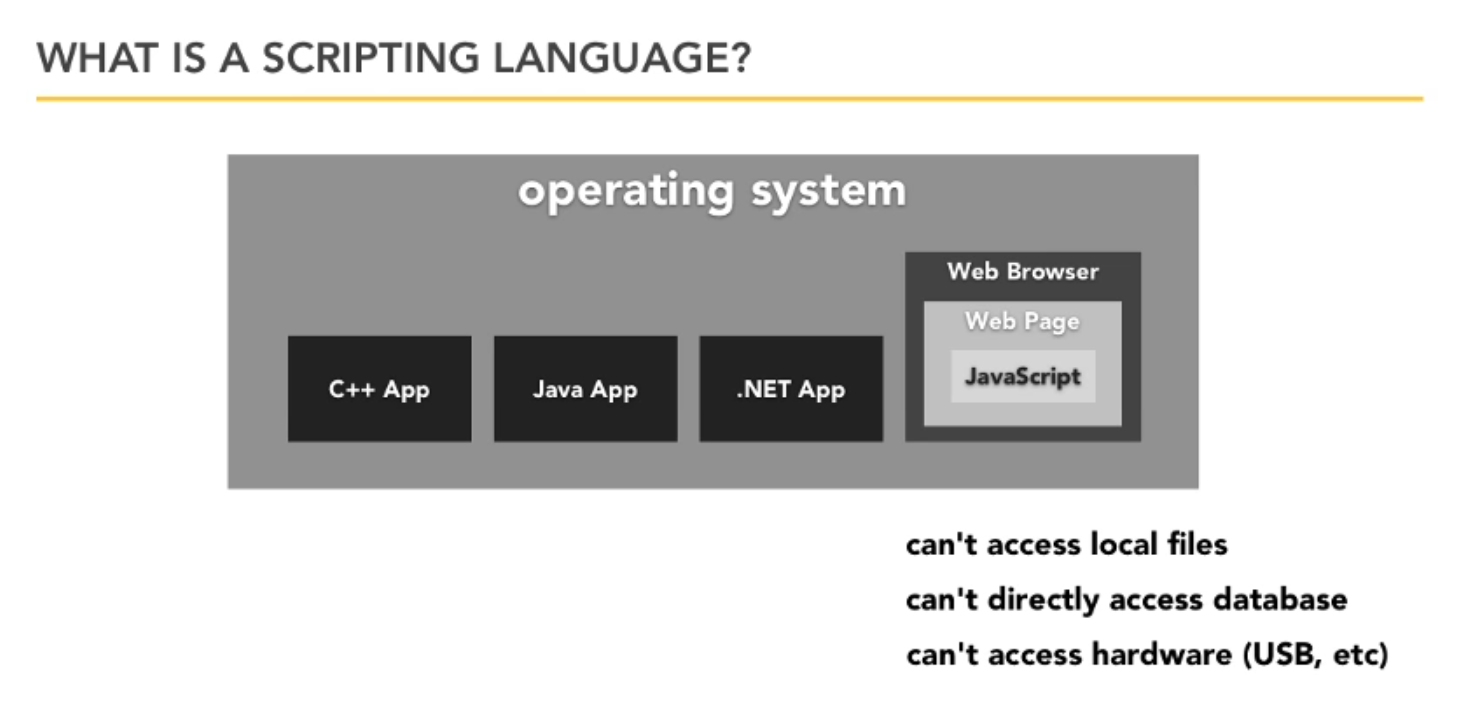 WHAT IS A SCRIPTING LANGUAGE?
operating system
Web Browser
Web Page
JavaScript
C++ App
Java App
.NET App
can't access local files
can't directly access database
can't access hardware (USB, etc)